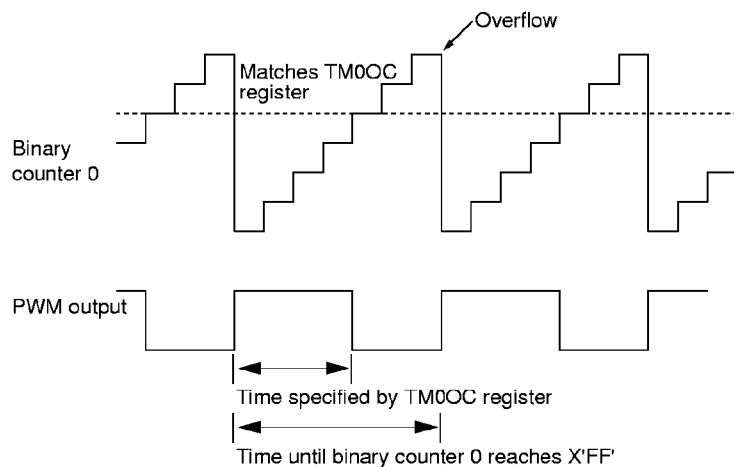 Overflow
Matches TM0OC
register
Binary
counter 0
PWM output
Time specified by TM0OC register
Time until binary counter 0 reaches X'FF'